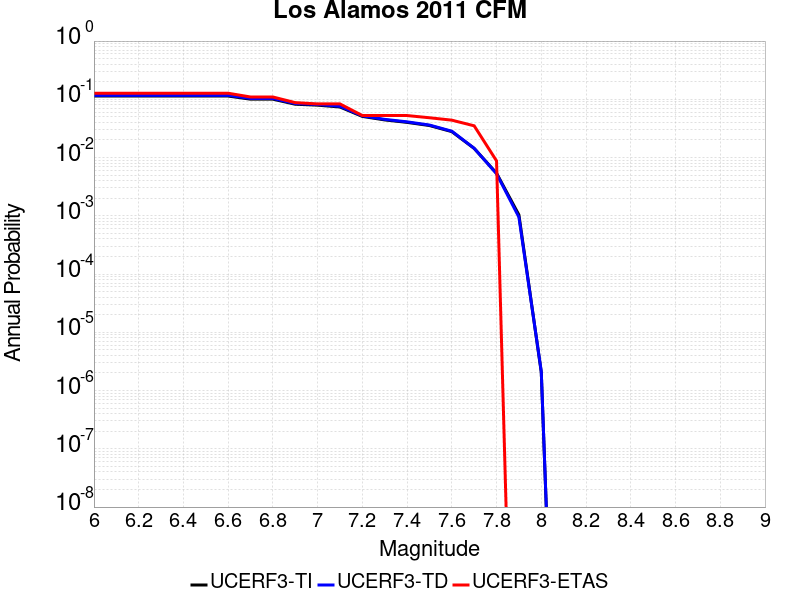 Los Alamos 2011 CFM
10^0
10^-1
10^-2
10^-3
10^-4
10^-5
10^-6
10^-7
10^-8
Annual Probability
6 6.2 6.4 6.6 6.8 7 7.2 7.4 7.6 7.8 8 8.2 8.4 8.6 8.8 9
Magnitude
UCERF3-TI UCERF3-TD UCERF3-ETAS